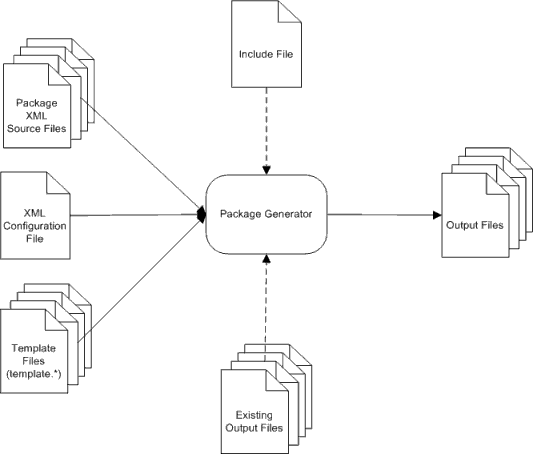 Include File
Package
XML
Source Files
XML
Configuration
File
Package Generator
Output Files
Template
Files
(template.*)
Existing
Output Files